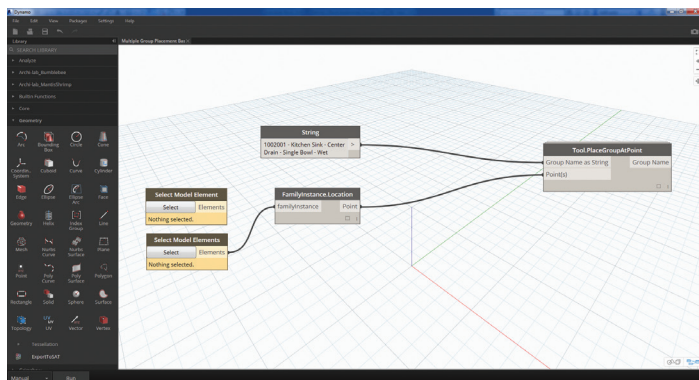 Dynamo
File Edit View Packages Settings Help
Library
Multiple Group Placement Bas
SEARCH LIBRARY
Analyze
Archi-lab_Bumblebee
Archi-lab_MantisShrimp
Builtin Functions
Core
Geometry
Arc Bounding Box Circle Cone
Coordin.. System Cuboid Curve Cylinder
Edge Ellipse Ellipse Arc Face
Geometry Helix Index Group Line
Mesh Nurbs Curve Nurbs Surface Plane
Point Poly Curve Poly Surface Polygon
Rectangle Solid Sphere Surface
Topology UV Vector Vertex
Tessellation
ExportToSAT
Manual Run
String
1002001 - Kitchen Sink - Center >
Drain - Single Bowl - Wet
Tool.PlaceGroupAtPoint
Group Name as String Group Name
Point(s)
Select Model Element
Select Elements
Nothing selected.
FamilyInstance.Location
familyInstance Point
Select Model Elements
Select Elements
Nothing selected.